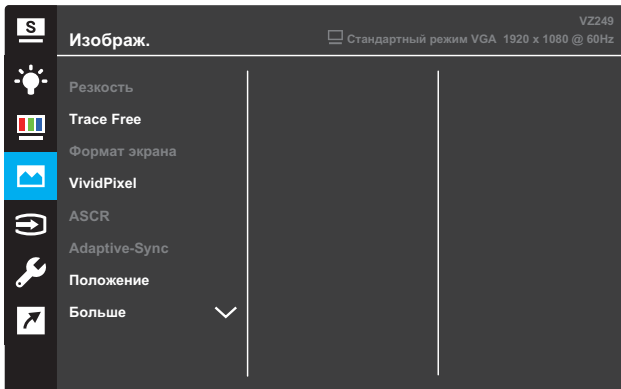 S
VZ249
Изображ.
Стандартный режим VGA 1920 x 1080 @ 60Hz
Резкость
Trace Free
Формат экрана
VividPixel
ASCR
Adaptive-Sync
Положение
Больше